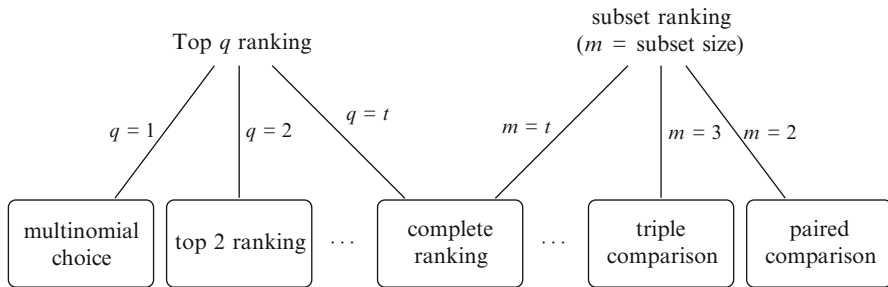 Top q ranking
subset ranking
(m = subset size)
q = 1
q = 2
q = t
m = t
m = 3
m = 2
multinomial
choice
top 2 ranking
...
complete
ranking
...
triple
comparison
paired
comparison